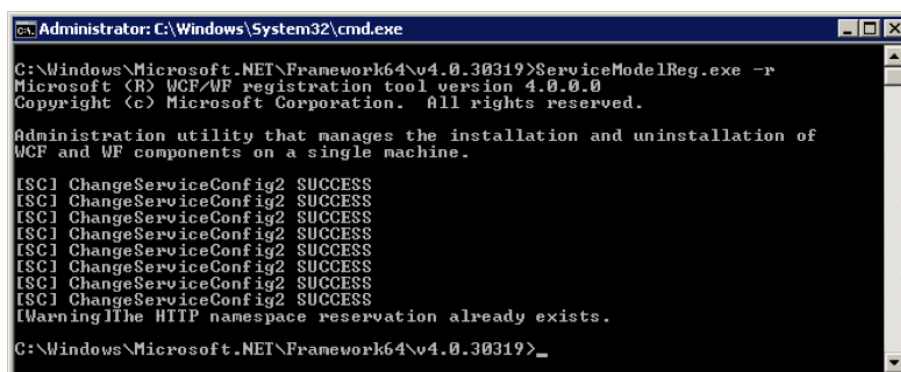 Administrator: C:\Windows\System32\cmd.exe
C:\Windows\Microsoft.NET\Framework64\v4.0.30319>ServiceModelReg.exe -r
Microsoft (R) WCF/WF registration tool version 4.0.0.0
Copyright (c) Microsoft Corporation.  All rights reserved.
Administration utility that manages the installation and uninstallation of
WCF and WF components on a single machine.
[SC] ChangeServiceConfig2 SUCCESS
[SC] ChangeServiceConfig2 SUCCESS
[SC] ChangeServiceConfig2 SUCCESS
[SC] ChangeServiceConfig2 SUCCESS
[SC] ChangeServiceConfig2 SUCCESS
[SC] ChangeServiceConfig2 SUCCESS
[SC] ChangeServiceConfig2 SUCCESS
[SC] ChangeServiceConfig2 SUCCESS
[Warning]The HTTP namespace reservation already exists.
C:\Windows\Microsoft.NET\Framework64\v4.0.30319>_